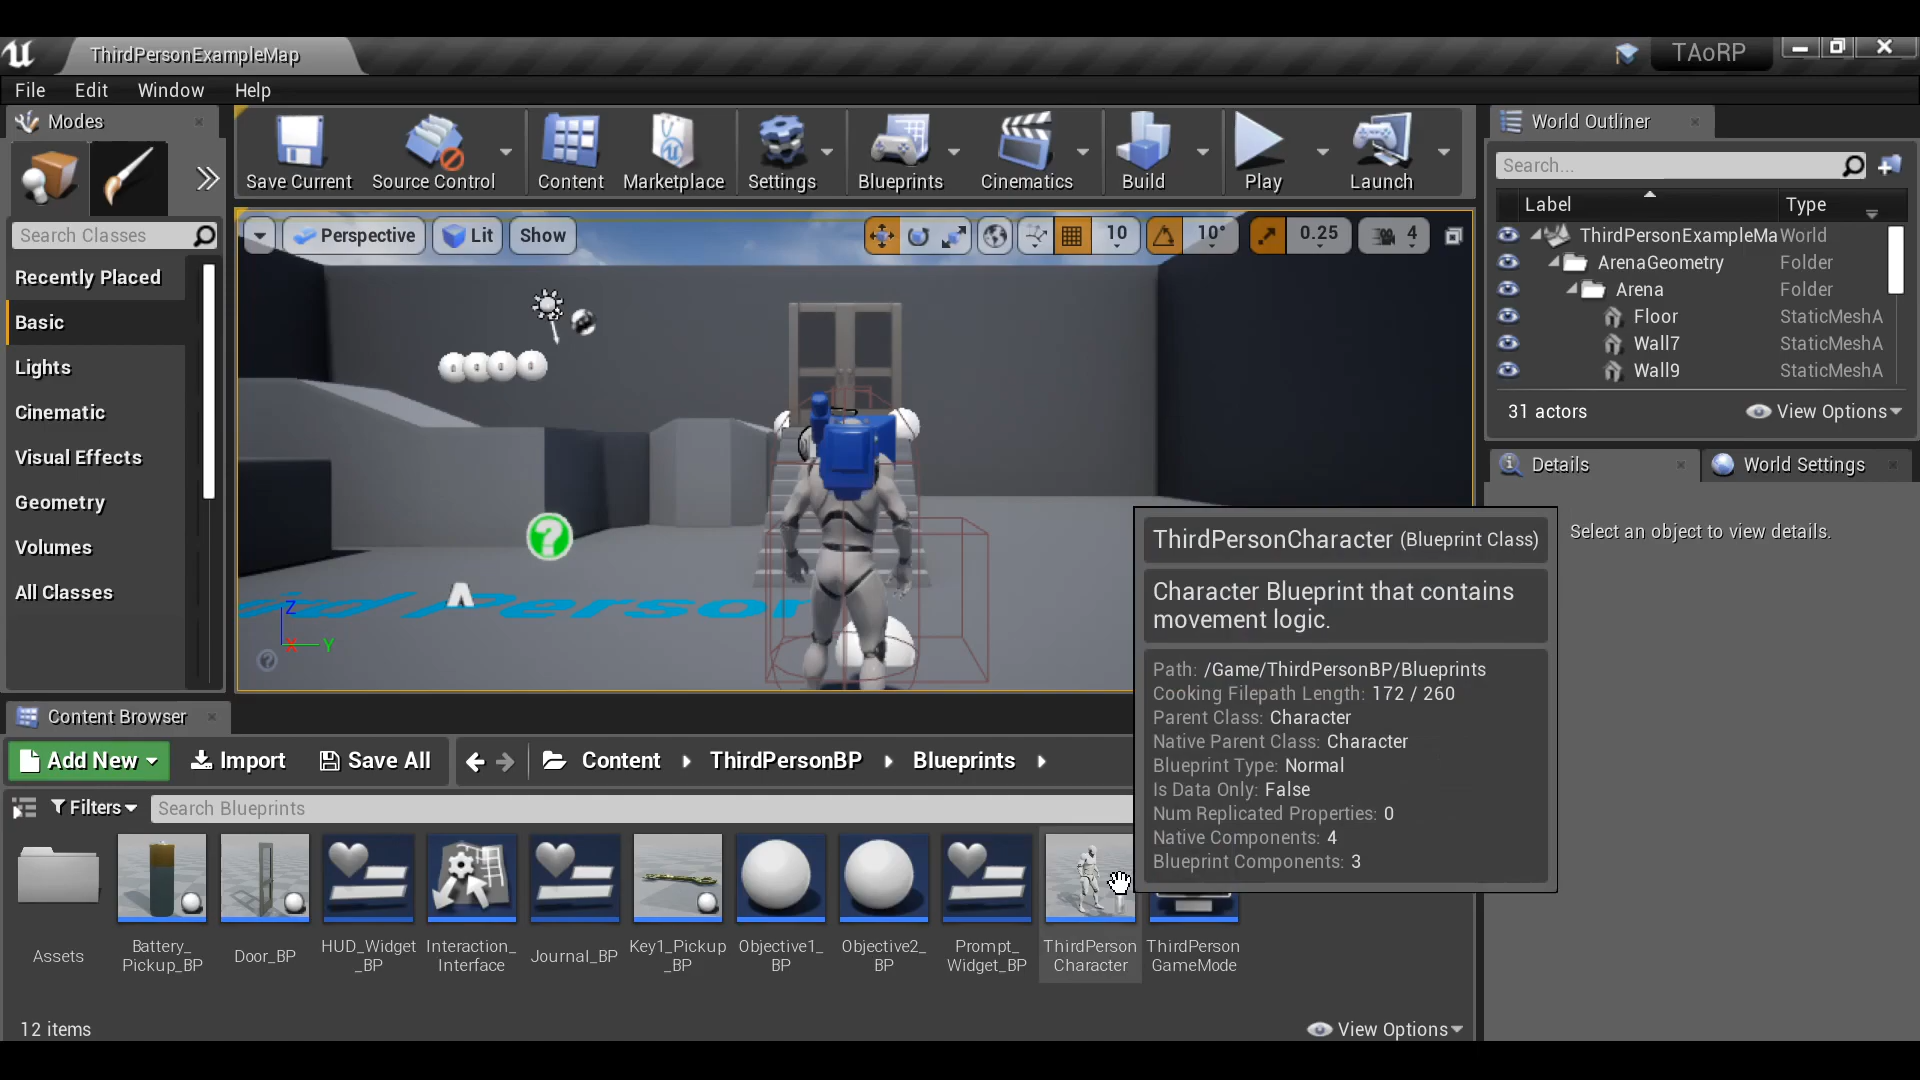 ThirdPersonExampleMap
TAoRP
File Edit Window Help
Modes
Save Current
Source Control
Content
Marketplace
Settings
Blueprints
Cinematics
Build
Play
Launch
World Outliner
Search...
Label
Type
Search Classes
Perspective
Lit
Show
10
10°
0.25
4
ThirdPersonExampleMa World
ArenaGeometry Folder
Arena Folder
Floor StaticMeshA
Wall7 StaticMeshA
Wall9 StaticMeshA
31 actors
View Options
Recently Placed
Basic
Lights
Cinematic
Visual Effects
Geometry
Volumes
All Classes
Z
X
Y
Details
World Settings
Select an object to view details.
ThirdPersonCharacter (Blueprint Class)
Character Blueprint that contains
movement logic.
Path: /Game/ThirdPersonBP/Blueprints
Cooking Filepath Length: 172 / 260
Parent Class: Character
Native Parent Class: Character
Blueprint Type: Normal
Is Data Only: False
Num Replicated Properties: 0
Native Components: 4
Blueprint Components: 3
Content Browser
Add New
Import
Save All
Content
ThirdPersonBP
Blueprints
Filters
Search Blueprints
Assets
Battery_
Pickup_BP
Door_BP
HUD_Widget
_BP
Interaction_
Interface
Journal_BP
Key1_Pickup
_BP
Objective1_
BP
Objective2_
BP
Prompt_
Widget_BP
ThirdPerson
Character
ThirdPerson
GameMode
12 items
View Options